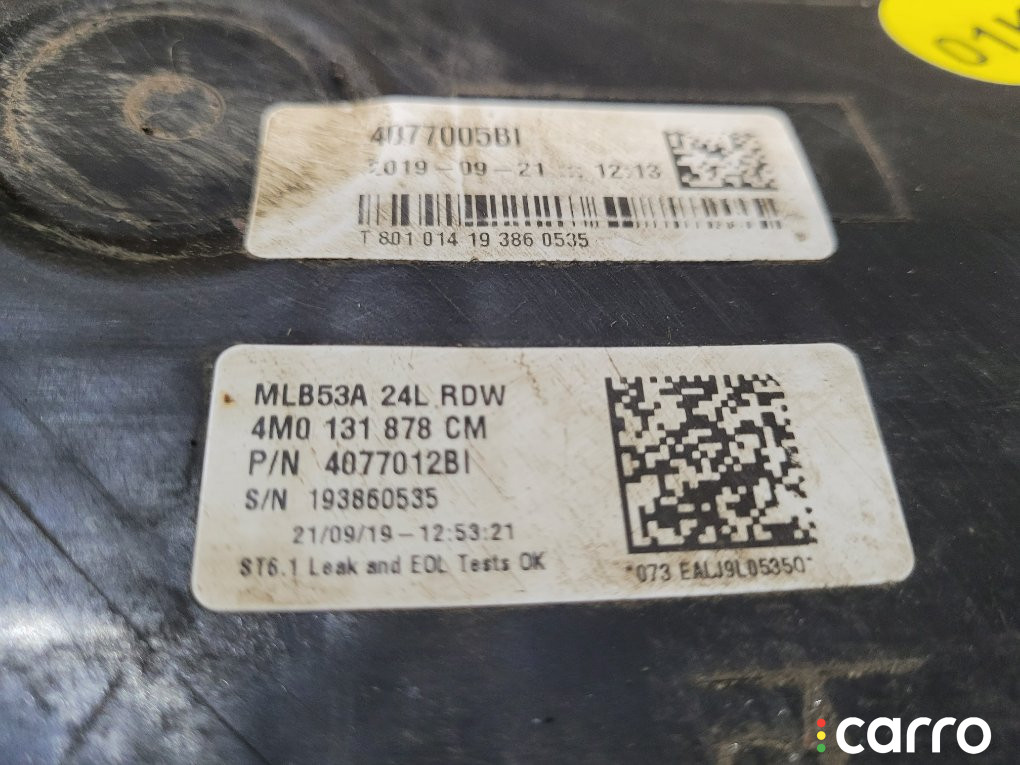 4077005BI
2019-09-21 12:13
T 801 014 19 386 0535
MLB53A 24L RDW
4M0 131 878 CM
P/N 4077012BI
S/N 193860535
21/09/19-12:53:21
ST6.1 Leak and EOL Tests OK
*073 EALJ9L05350*
carro